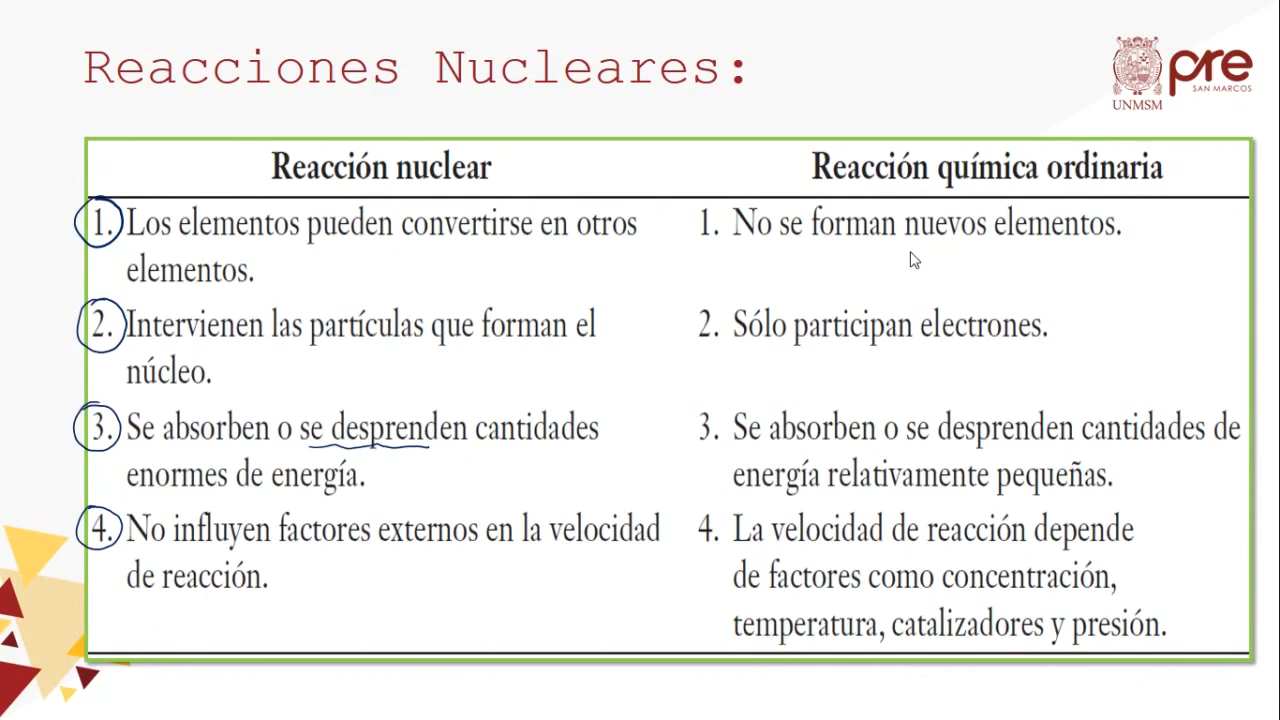 Reacciones Nucleares:
UNMSM
pre
SAN MARCOS
Reacción nuclear
Reacción química ordinaria
1. Los elementos pueden convertirse en otros
elementos.
1. No se forman nuevos elementos.
2. Intervienen las partículas que forman el
núcleo.
2. Sólo participan electrones.
3. Se absorben o se desprenden cantidades
enormes de energía.
3. Se absorben o se desprenden cantidades de
energía relativamente pequeñas.
4. No influyen factores externos en la velocidad
de reacción.
4. La velocidad de reacción depende
de factores como concentración,
temperatura, catalizadores y presión.